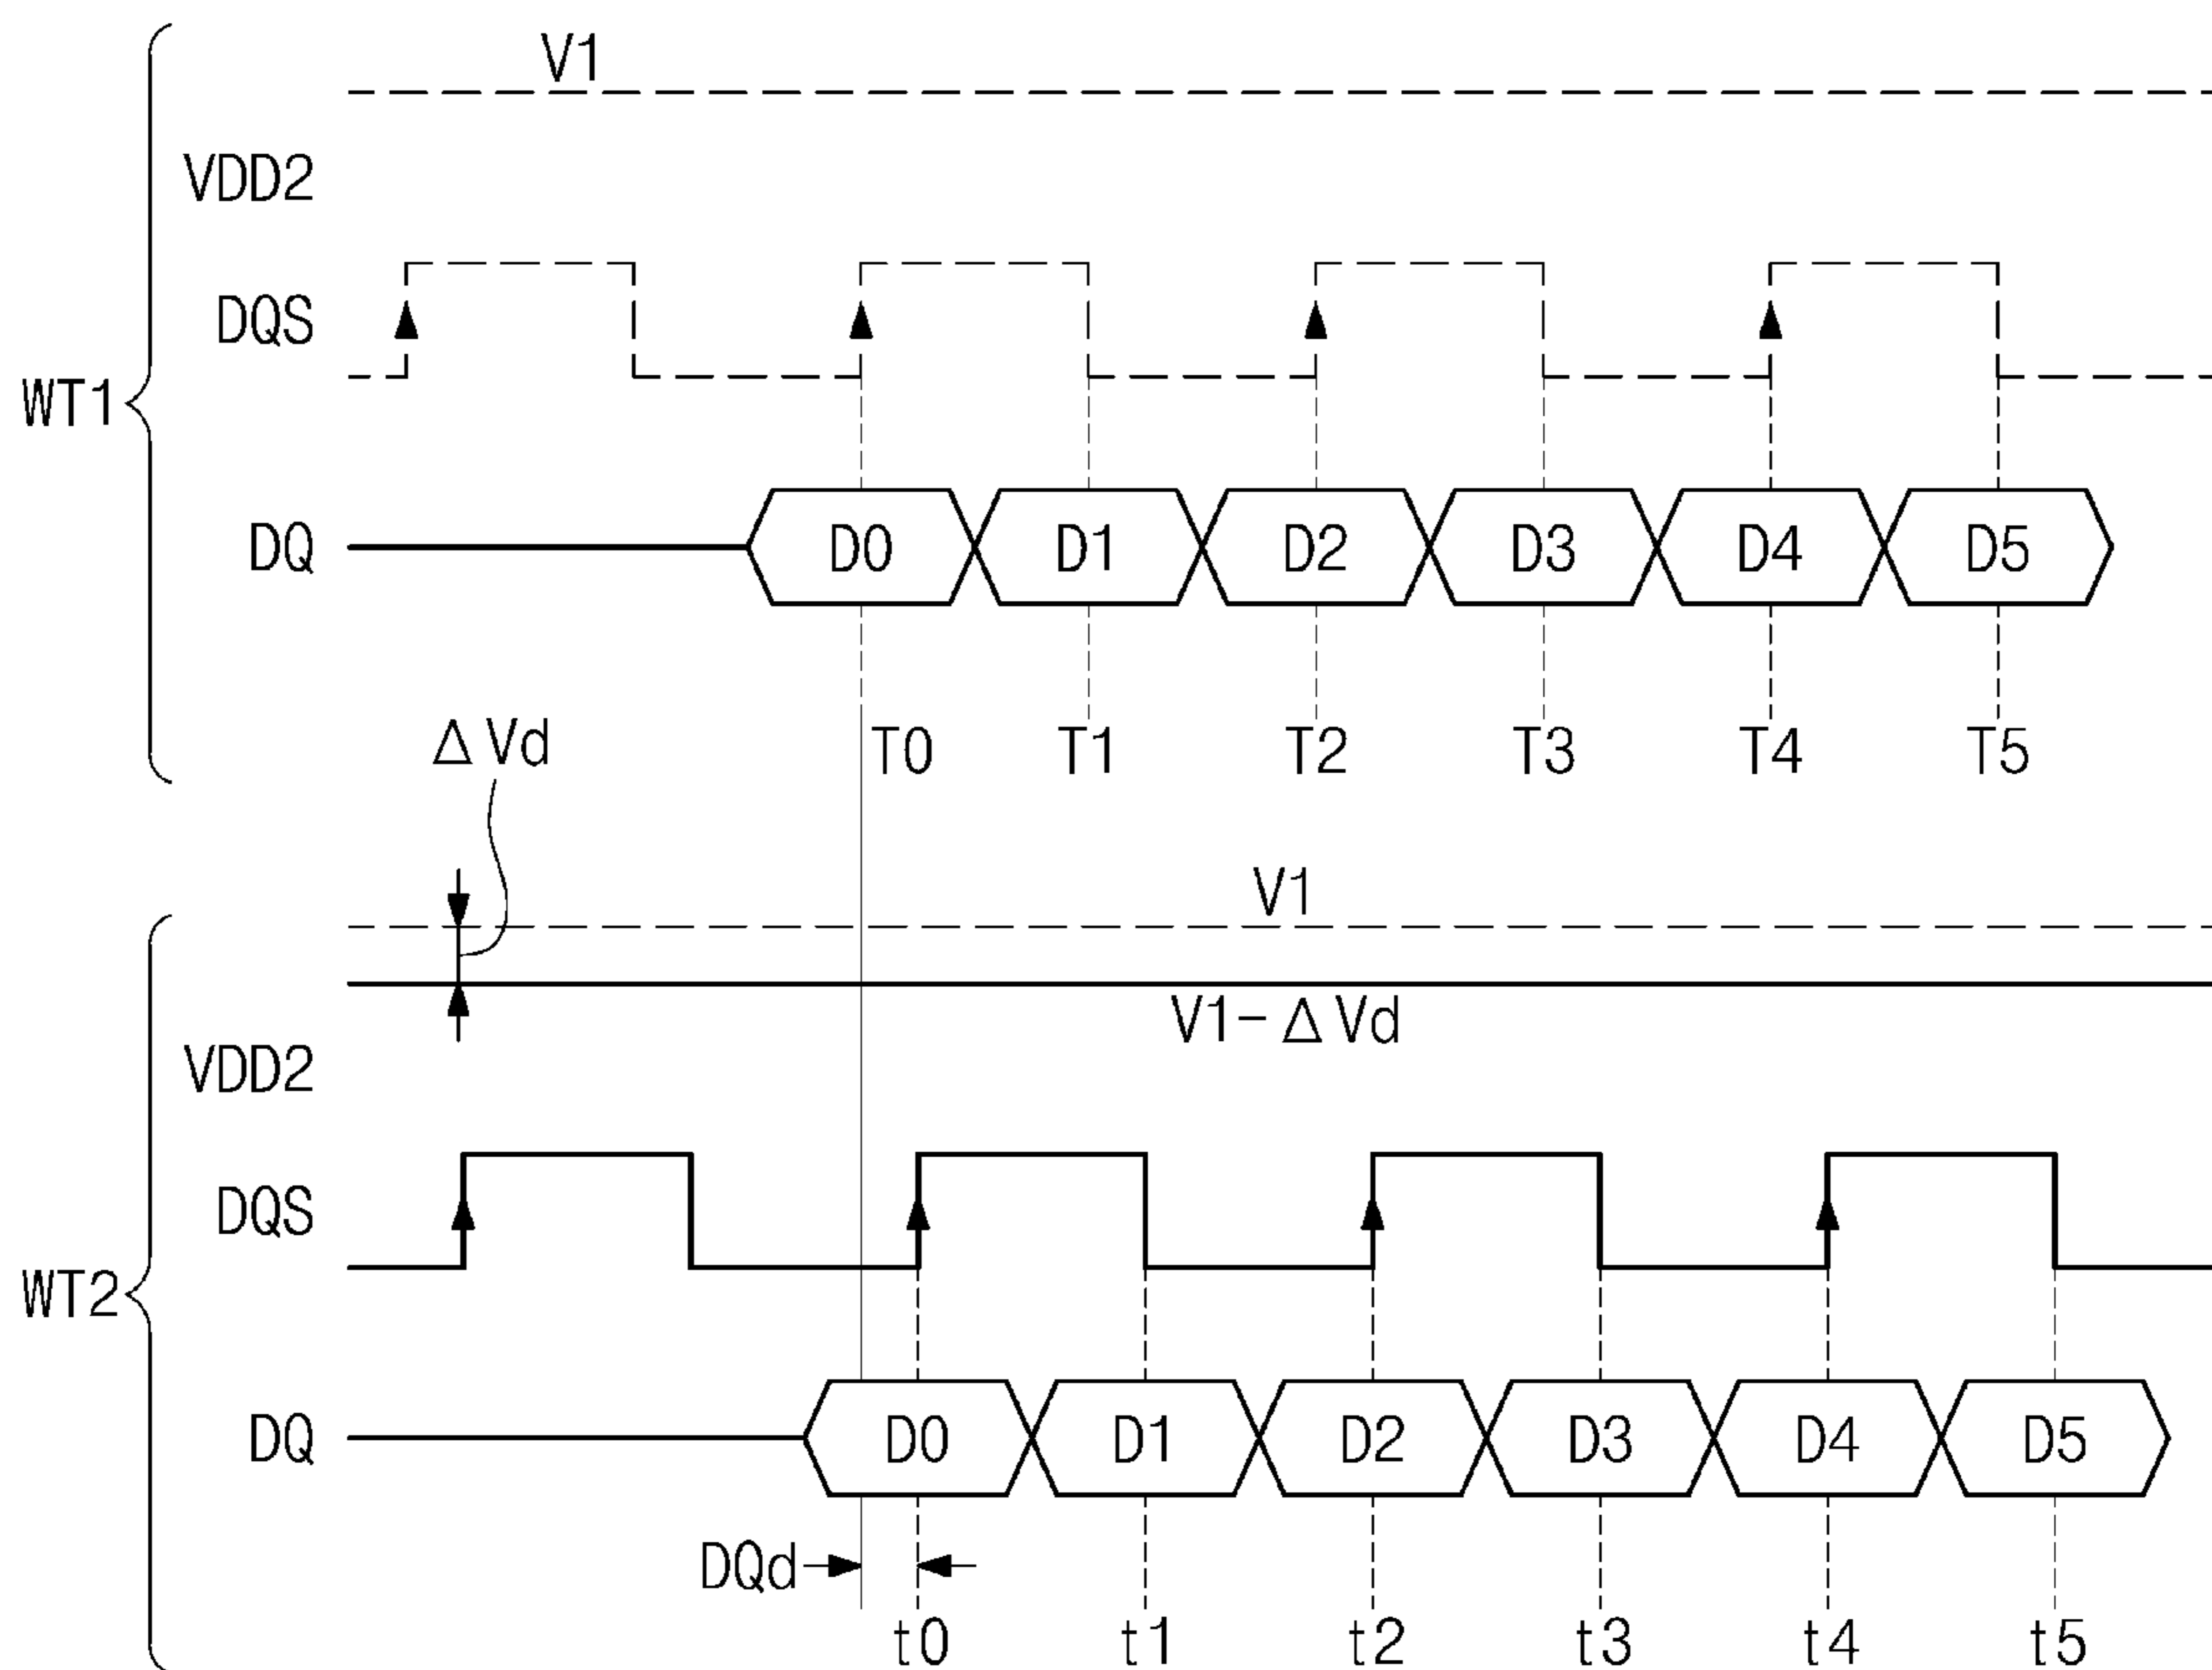 V1
VDD2
DQS
WT1
DQ
D0 D1 D2 D3 D4 D5
T0 T1 T2 T3 T4 T5
ΔVd
V1
V1-ΔVd
VDD2
DQS
WT2
DQ
D0 D1 D2 D3 D4 D5
DQd
t0 t1 t2 t3 t4 t5